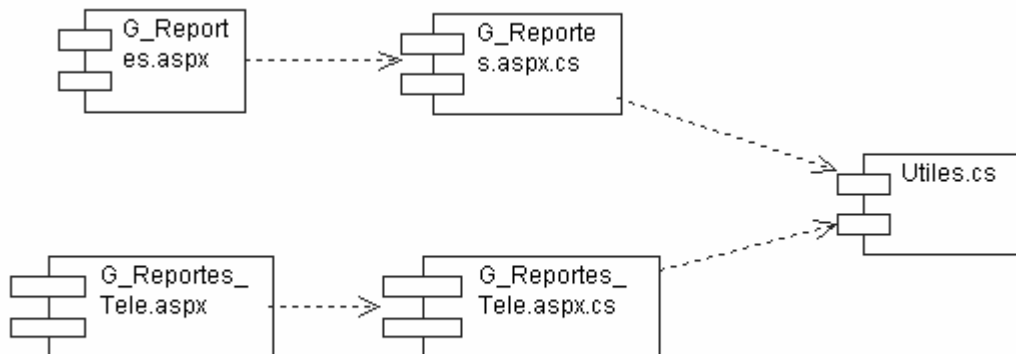 G_Report
es.aspx
G_Reporte
s.aspx.cs
Utiles.cs
G_Reportes_
Tele.aspx
G_Reportes_
Tele.aspx.cs